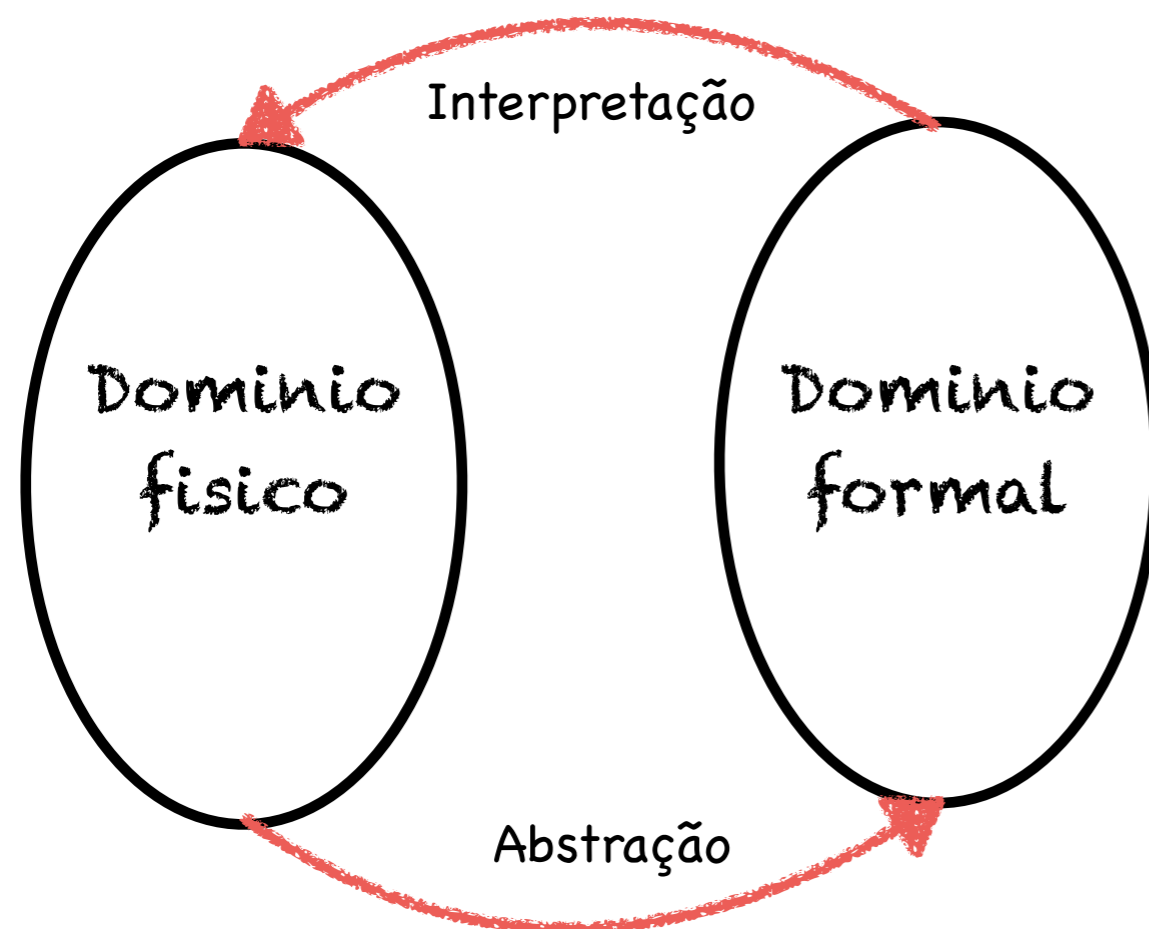 Interpretação
Dominio
fisico
Dominio
formal
Abstração